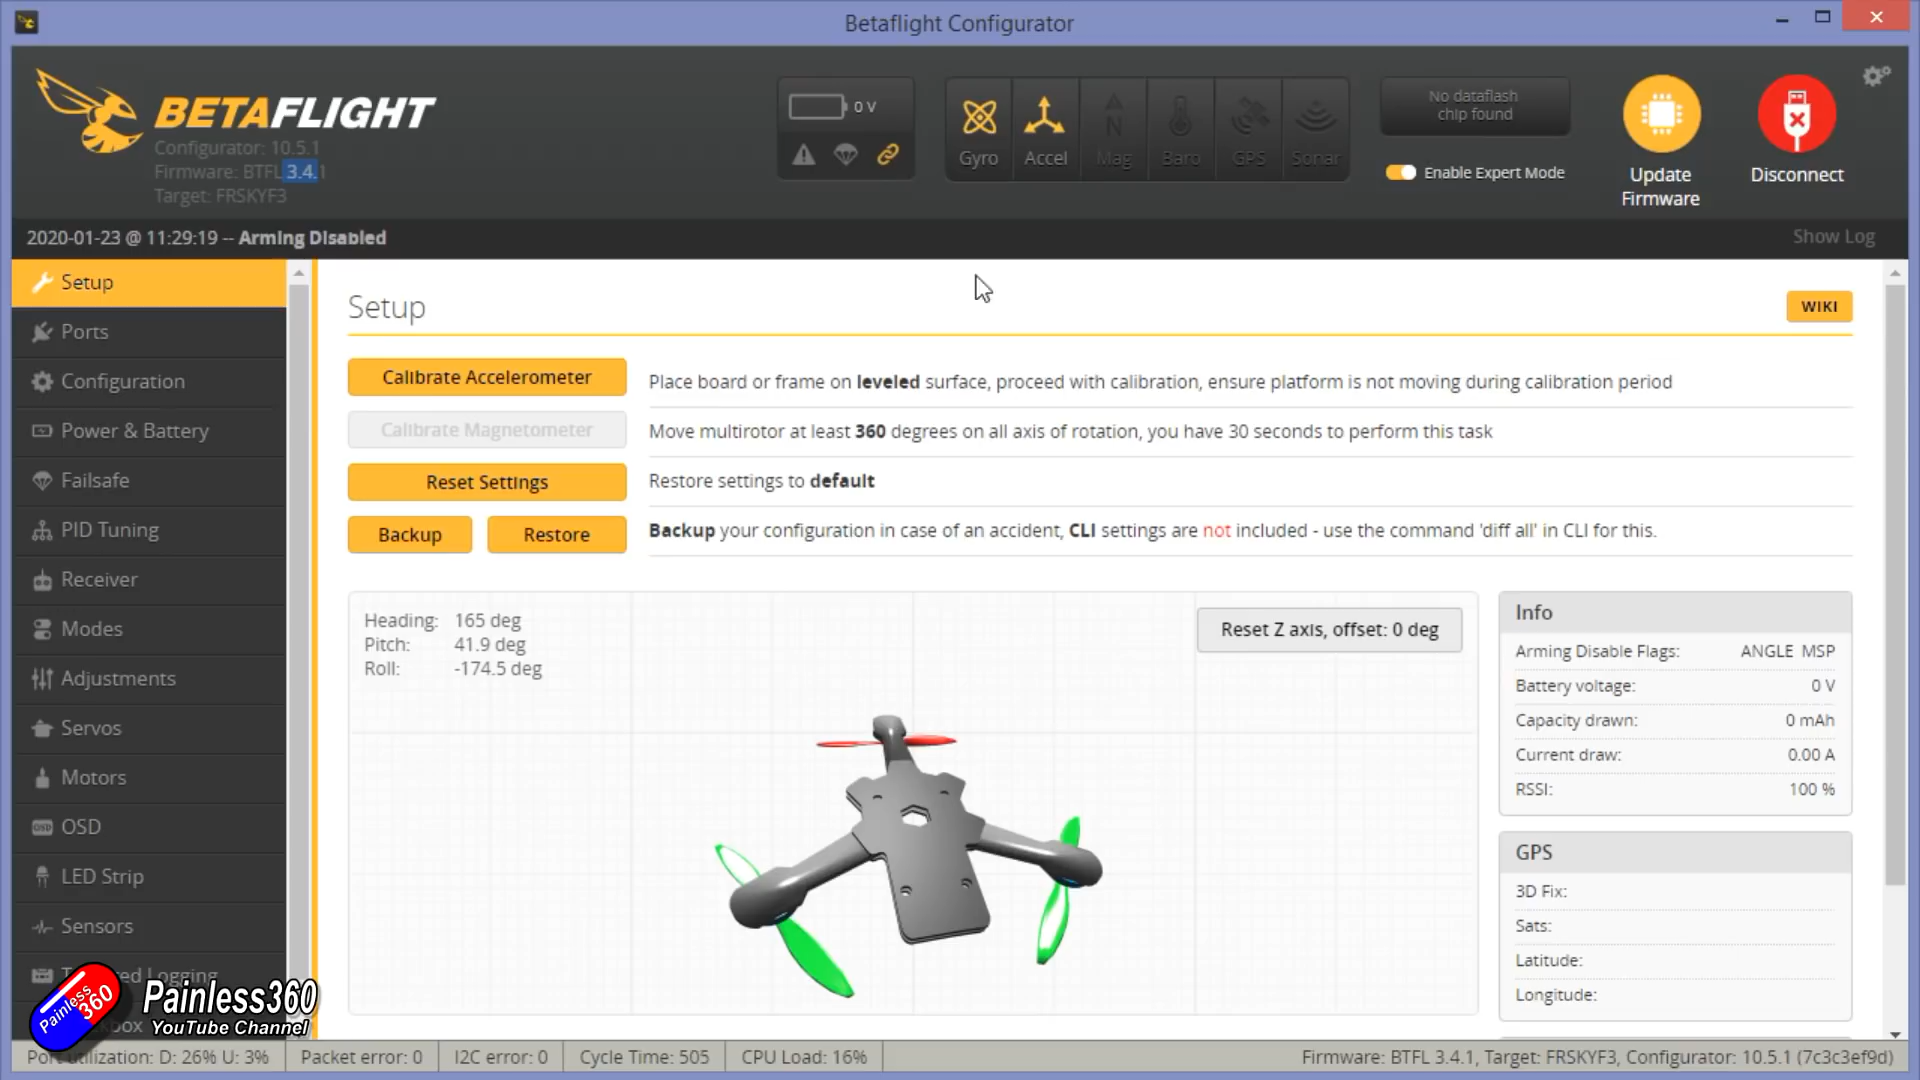 Betaflight Configurator
BETAFLIGHT
Configurator: 10.5.1
Firmware: BTFL 3.4.1
Target: FRSKYF3
0 V
Gyro
Accel
Mag
Baro
GPS
Sonar
No dataflash
chip found
Enable Expert Mode
Update
Firmware
Disconnect
2020-01-23 @ 11:29:19 -- Arming Disabled
Show Log
Setup
Ports
Configuration
Power & Battery
Failsafe
PID Tuning
Receiver
Modes
Adjustments
Servos
Motors
OSD
LED Strip
Sensors
Logging
Setup
WIKI
Calibrate Accelerometer
Place board or frame on leveled surface, proceed with calibration, ensure platform is not moving during calibration period
Calibrate Magnetometer
Move multirotor at least 360 degrees on all axis of rotation, you have 30 seconds to perform this task
Reset Settings
Restore settings to default
Backup
Restore
Backup your configuration in case of an accident, CLI settings are not included - use the command 'diff all' in CLI for this.
Heading: 165 deg
Pitch: 41.9 deg
Roll: -174.5 deg
Reset Z axis, offset: 0 deg
Info
Arming Disable Flags: ANGLE MSP
Battery voltage: 0 V
Capacity drawn: 0 mAh
Current draw: 0.00 A
RSSI: 100 %
GPS
3D Fix:
Sats:
Latitude:
Longitude:
Painless 360
Painless360
YouTube Channel
Port utilization: D: 26% U: 3%
Packet error: 0
I2C error: 0
Cycle Time: 505
CPU Load: 16%
Firmware: BTFL 3.4.1, Target: FRSKYF3, Configurator: 10.5.1 (7c3c3ef9d)